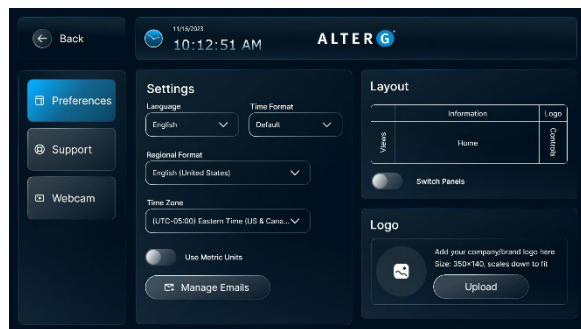 Back
11/16/2023
10:12:51 AM
ALTER G
Preferences
Support
Webcam
Settings
Language
Time Format
English
Default
Regional Format
English (United States)
Time Zone
(UTC-05:00) Eastern Time (US & Cana...
Use Metric Units
Manage Emails
Layout
Information
Logo
Views
Home
Controls
Switch Panels
Logo
Add your company/brand logo here
Size: 350×140, scales down to fit
Upload